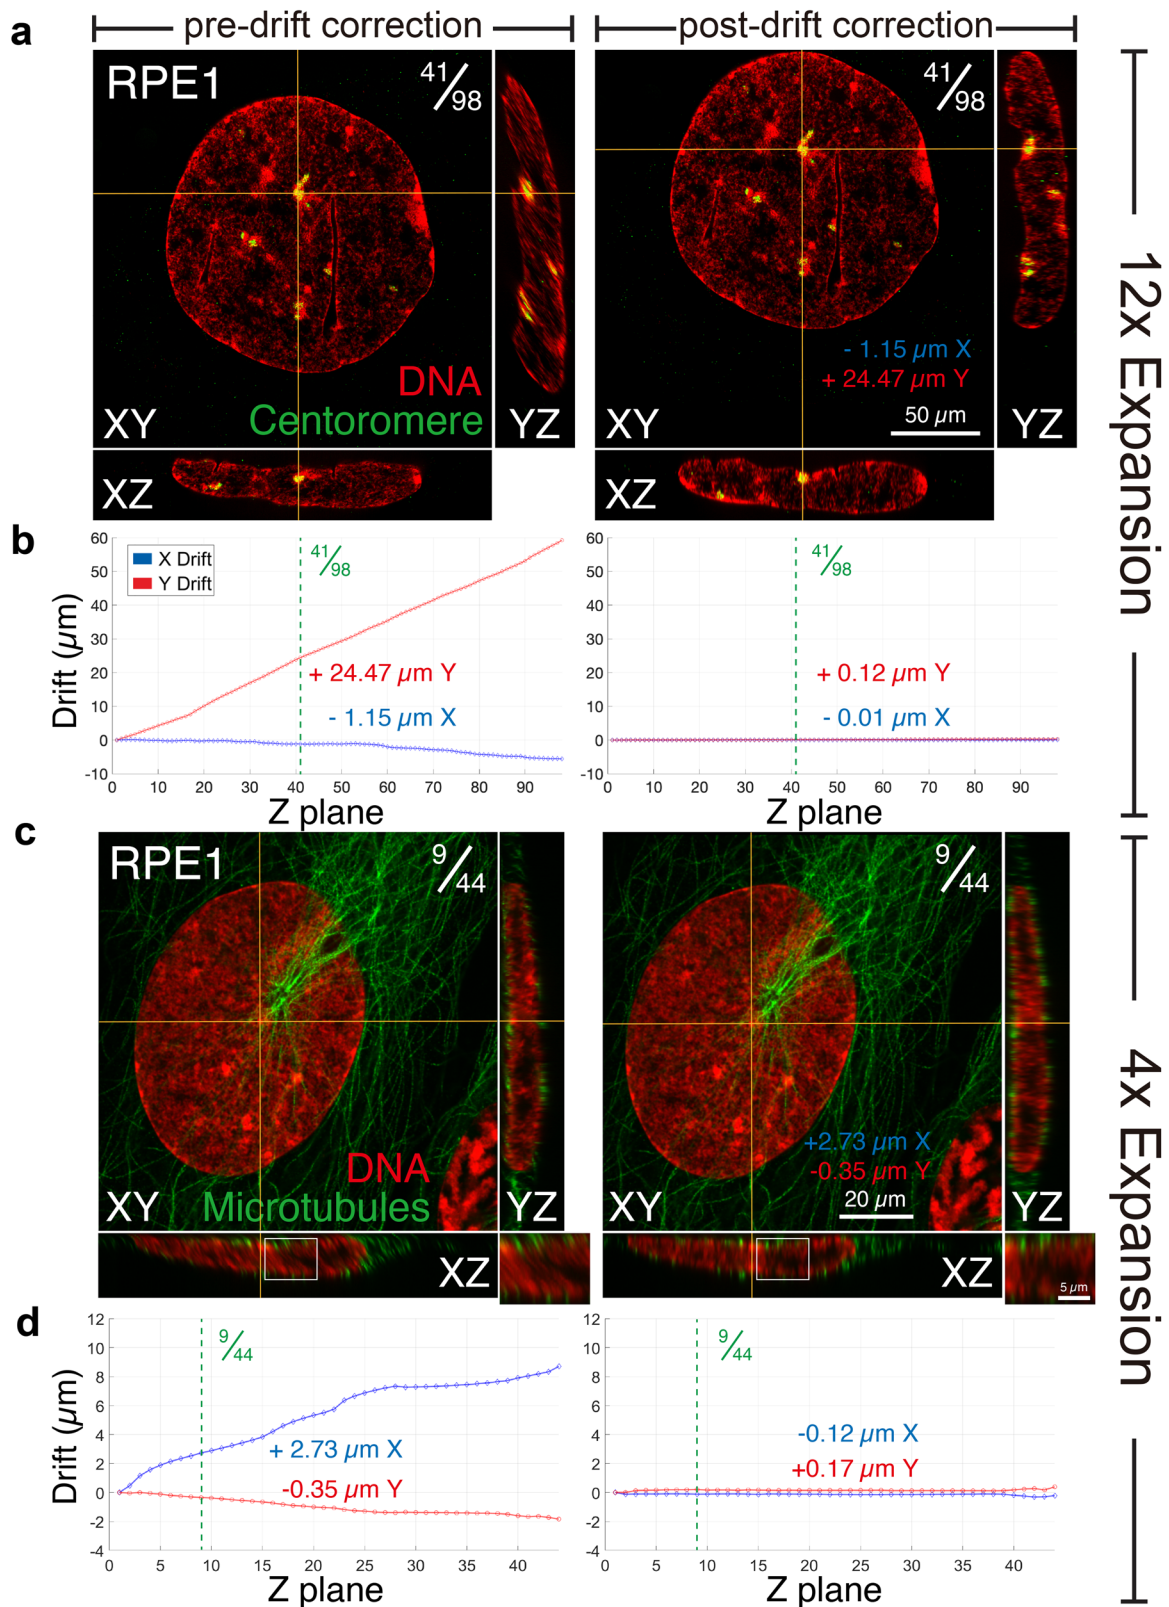 a
pre-drift correction
post-drift correction
RPE1
41/98
41/98
DNA
Centoromere
XY
YZ
XZ
- 1.15 µm X
+ 24.47 µm Y
50 µm
XY
YZ
XZ
12x Expansion
b
60
50
40
30
20
10
0
-10
X Drift
Y Drift
41/98
+ 24.47 µm Y
- 1.15 µm X
Drift (µm)
0 10 20 30 40 50 60 70 80 90
Z plane
60
50
40
30
20
10
0
-10
41/98
+ 0.12 µm Y
- 0.01 µm X
0 10 20 30 40 50 60 70 80 90
Z plane
c
RPE1
9/44
9/44
DNA
Microtubules
XY
YZ
XZ
+2.73 µm X
-0.35 µm Y
20 µm
XY
YZ
XZ
5 µm
4x Expansion
d
12
10
8
6
4
2
0
-2
-4
9/44
+ 2.73 µm X
-0.35 µm Y
Drift (µm)
0 5 10 15 20 25 30 35 40
Z plane
12
10
8
6
4
2
0
-2
-4
9/44
-0.12 µm X
+0.17 µm Y
0 5 10 15 20 25 30 35 40
Z plane